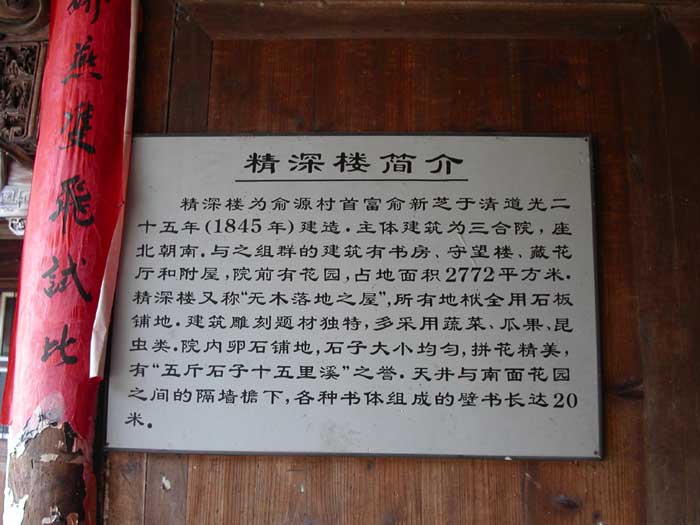 燕雙飛試比
精深楼简介
精深楼为俞源村首富俞新芝于清道光二
十五年(1845年)建造.主体建筑为三合院,座
北朝南.与之组群的建筑有书房、守望楼、藏花
厅和附屋,院前有花园,占地面积2772平方米.
精深楼又称“无木落地之屋”,所有地栿全用石板
铺地.建筑雕刻题材独特,多采用蔬菜、瓜果、昆
虫类.院内卵石铺地,石子大小均匀,拼花精美,
有“五斤石子十五里溪”之誉.天井与南面花园
之间的隔墙檐下,各种书体组成的壁书长达20
米.